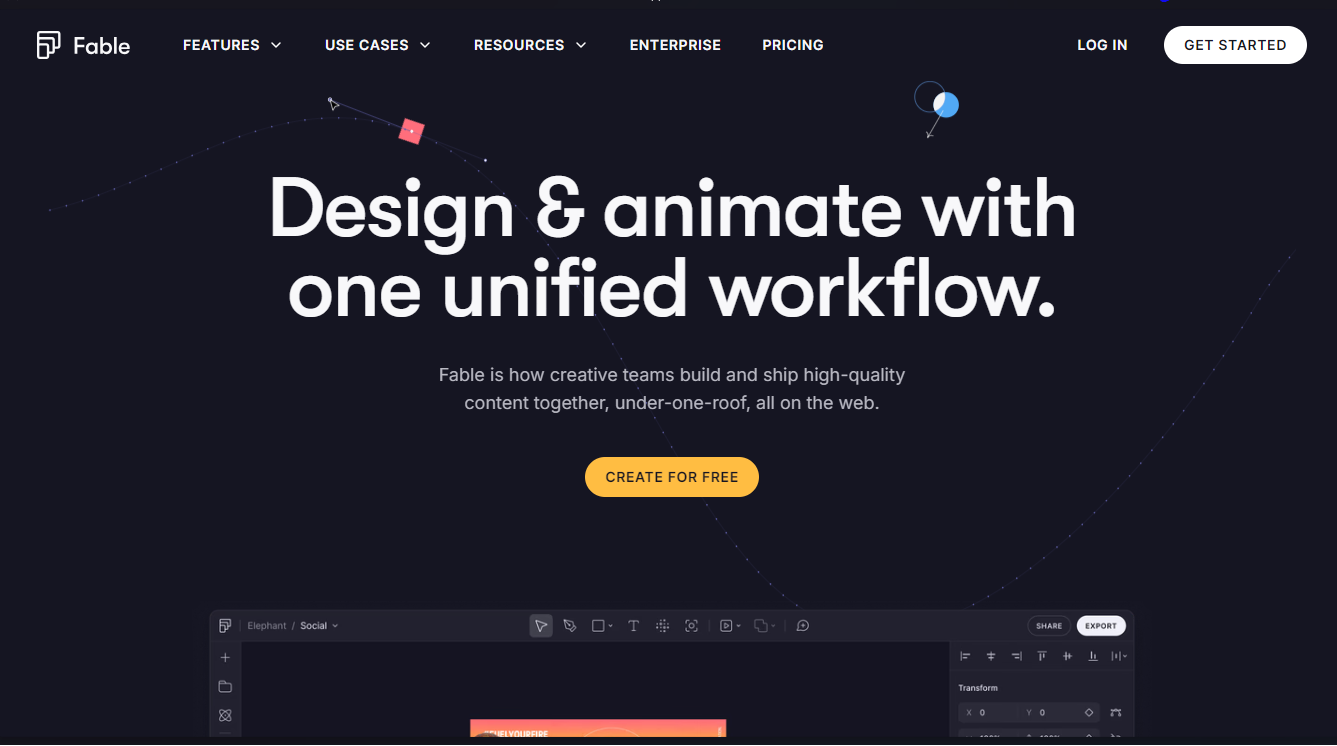 Fable
FEATURES
USE CASES
RESOURCES
ENTERPRISE
PRICING
LOG IN
GET STARTED
Design & animate with
one unified workflow.
Fable is how creative teams build and ship high-quality
content together, under-one-roof, all on the web.
CREATE FOR FREE
Elephant / Social
SHARE
EXPORT
Transform
X 0
Y 0